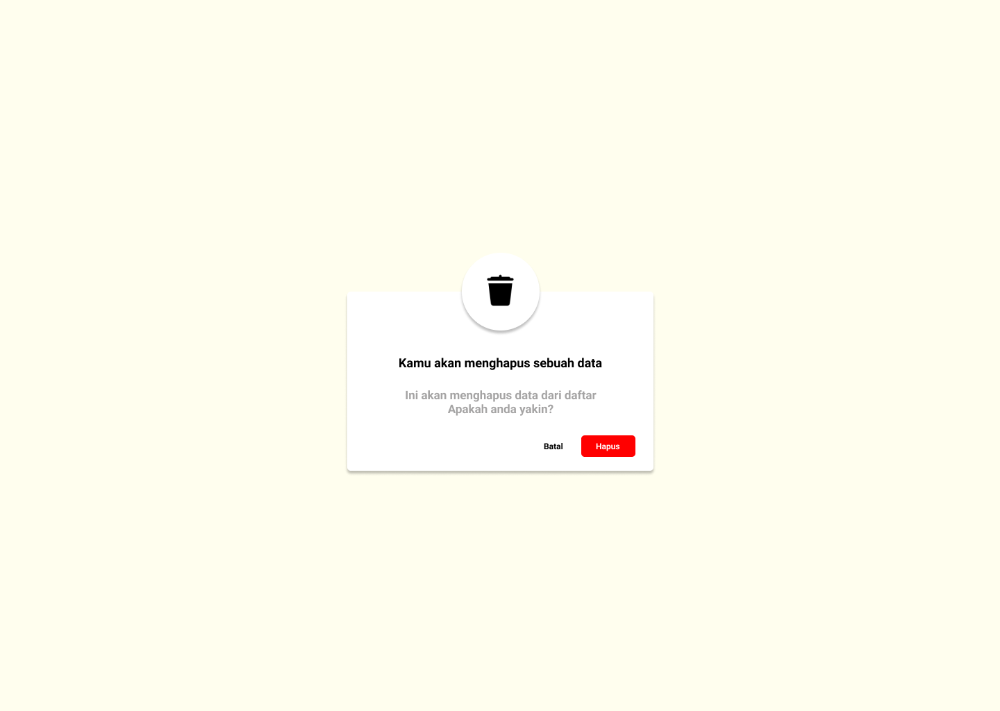 Kamu akan menghapus sebuah data
Ini akan menghapus data dari daftar
Apakah anda yakin?
Batal
Hapus